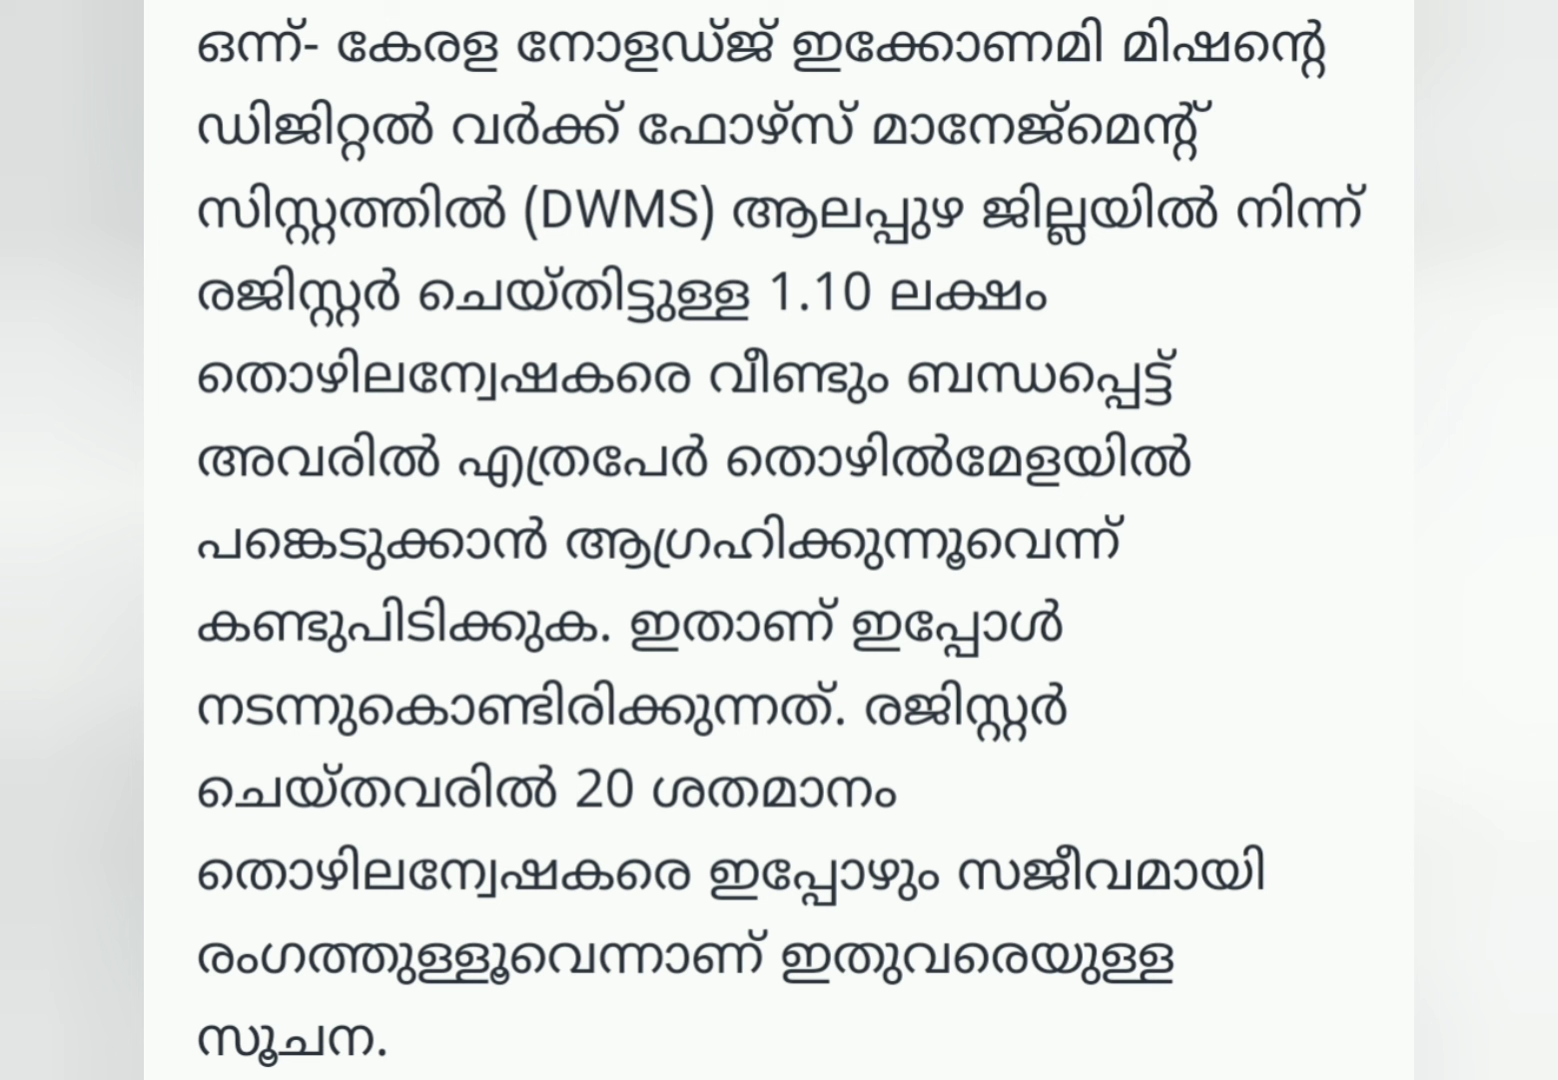 ഒന്ന്- കേരള നോളഡ്ജ് ഇക്കോണമി മിഷന്റെ
ഡിജിറ്റൽ വർക്ക് ഫോഴ്സ് മാനേജ്മെന്റ്
സിസ്റ്റത്തിൽ (DWMS) ആലപ്പുഴ ജില്ലയിൽ നിന്ന്
രജിസ്റ്റർ ചെയ്തിട്ടുള്ള 1.10 ലക്ഷം
തൊഴിലന്വേഷകരെ വീണ്ടും ബന്ധപ്പെട്ട്
അവരിൽ എത്രപേർ തൊഴിൽമേളയിൽ
പങ്കെടുക്കാൻ ആഗ്രഹിക്കുന്നൂവെന്ന്
കണ്ടുപിടിക്കുക. ഇതാണ് ഇപ്പോൾ
നടന്നുകൊണ്ടിരിക്കുന്നത്. രജിസ്റ്റർ
ചെയ്തവരിൽ 20 ശതമാനം
തൊഴിലന്വേഷകരെ ഇപ്പോഴും സജീവമായി
രംഗത്തുള്ളൂവെന്നാണ് ഇതുവരെയുള്ള
സൂചന.